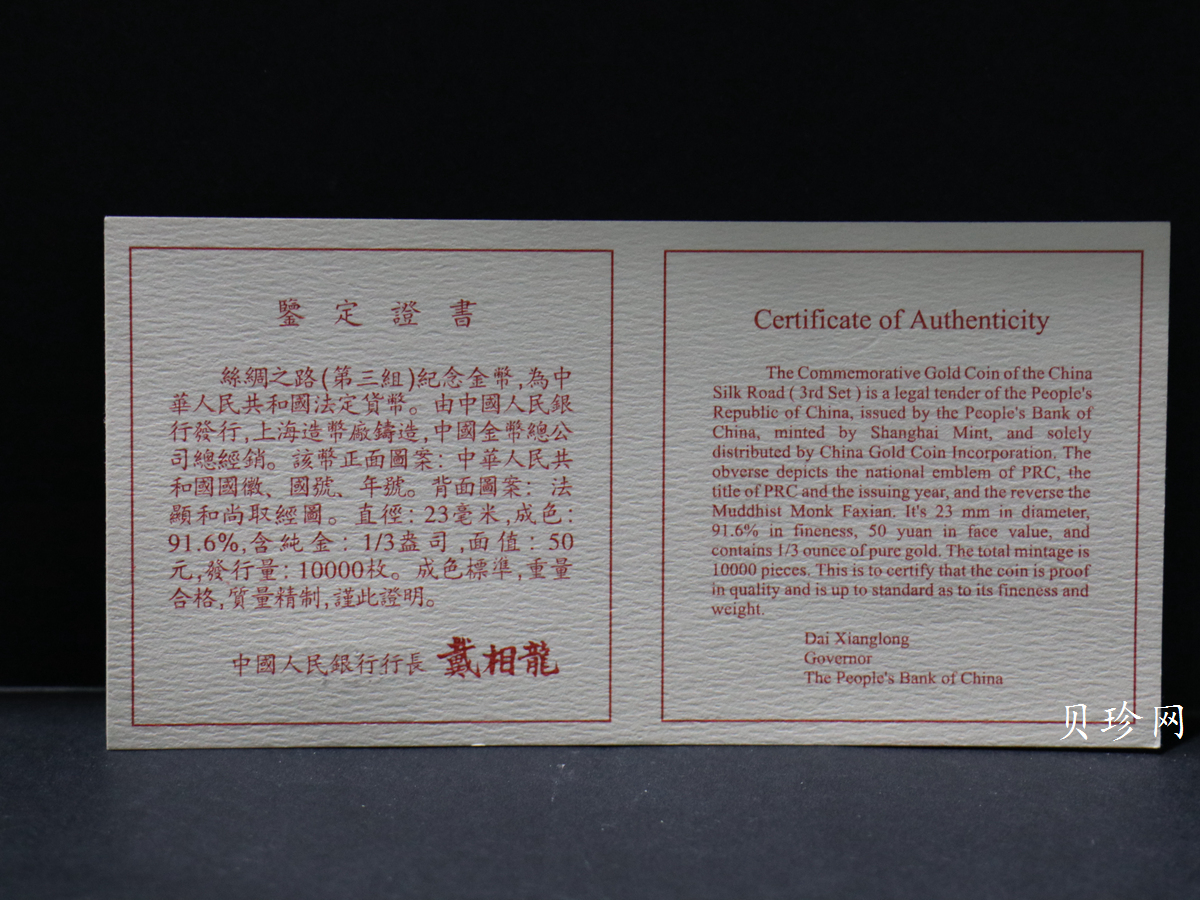 鑒定證書
絲綢之路(第三組)紀念金幣,為中
華人民共和國法定貨幣。由中國人民銀
行發行,上海造幣廠鑄造,中國金幣總公
司總經銷。該幣正面圖案:中華人民共
和國國徽、國號、年號。背面圖案:法
顯和尚取經圖。直徑:23毫米,成色:
91.6%,含純金:1/3盎司,面值:50
元,發行量:10000枚。成色標準,重量
合格,質量精制,謹此證明。
中國人民銀行行長 戴相龍
Certificate of Authenticity
The Commemorative Gold Coin of the China
Silk Road ( 3rd Set ) is a legal tender of the People's
Republic of China, issued by the People's Bank of
China, minted by Shanghai Mint, and solely
distributed by China Gold Coin Incorporation. The
obverse depicts the national emblem of PRC, the
title of PRC and the issuing year, and the reverse the
Muddhist Monk Faxian. It's 23 mm in diameter,
91.6% in fineness, 50 yuan in face value, and
contains 1/3 ounce of pure gold. The total mintage is
10000 pieces. This is to certify that the coin is proof
in quality and is up to standard as to its fineness and
weight.
Dai Xianglong
Governor
The People's Bank of China
贝珍网